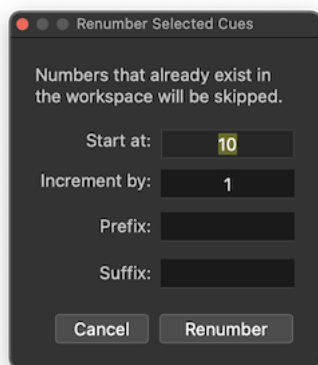 Renumber Selected Cues
Numbers that already exist in
the workspace will be skipped.
Start at: 10
Increment by: 1
Prefix:
Suffix:
Cancel Renumber